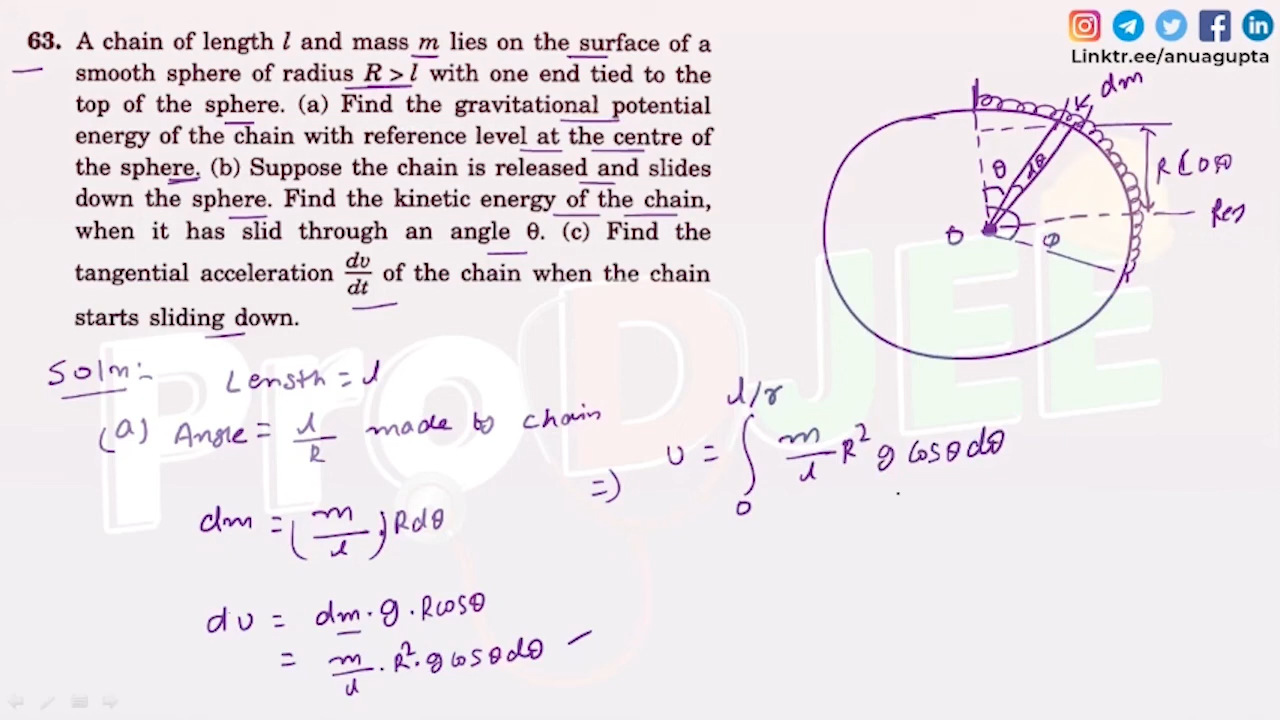 Linktr.ee/anuagupta
63. A chain of length l and mass m lies on the surface of a
smooth sphere of radius R > l with one end tied to the
top of the sphere. (a) Find the gravitational potential
energy of the chain with reference level at the centre of
the sphere. (b) Suppose the chain is released and slides
down the sphere. Find the kinetic energy of the chain,
when it has slid through an angle θ. (c) Find the
tangential acceleration dv/dt of the chain when the chain
starts sliding down.
dm
θ
dθ
R cosθ
O
φ
Soln:-
Length = l
(a) Angle = l/R made by chain
dm = (m/l) Rdθ
dU = dm · g · Rcosθ
= m/l · R² · g cosθ dθ
=> U = ∫₀^{l/r} m/l R² g cosθ dθ
ProDJEE